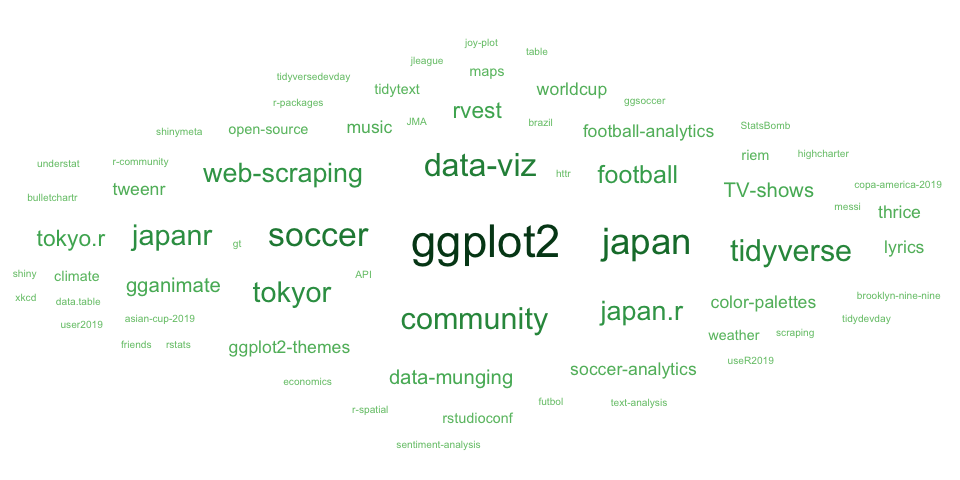 joy-plot
table
jleague
maps
tidyversedevday
tidytext
worldcup
r-packages
rvest
ggsoccer
shinymeta
open-source
music
JMA
brazil
football-analytics
StatsBomb
understat
r-community
web-scraping
data-viz
httr
football
riem
highcharter
bulletchartr
tweenr
TV-shows
copa-america-2019
messi
thrice
tokyo.r
japanr
gt
soccer
ggplot2
japan
tidyverse
lyrics
shiny
climate
gganimate
API
tokyor
xkcd
data.table
color-palettes
brooklyn-nine-nine
user2019
asian-cup-2019
community
japan.r
weather
scraping
tidydevday
friends
rstats
ggplot2-themes
useR2019
economics
data-munging
soccer-analytics
r-spatial
rstudioconf
futbol
text-analysis
sentiment-analysis